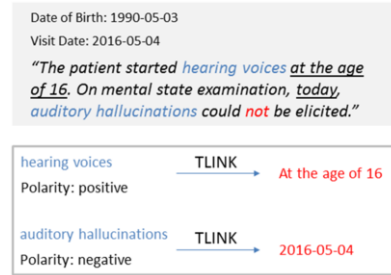 Date of Birth: 1990-05-03
Visit Date: 2016-05-04
“The patient started hearing voices at the age
of 16. On mental state examination, today,
auditory hallucinations could not be elicited.”
hearing voices TLINK At the age of 16
Polarity: positive
auditory hallucinations TLINK 2016-05-04
Polarity: negative